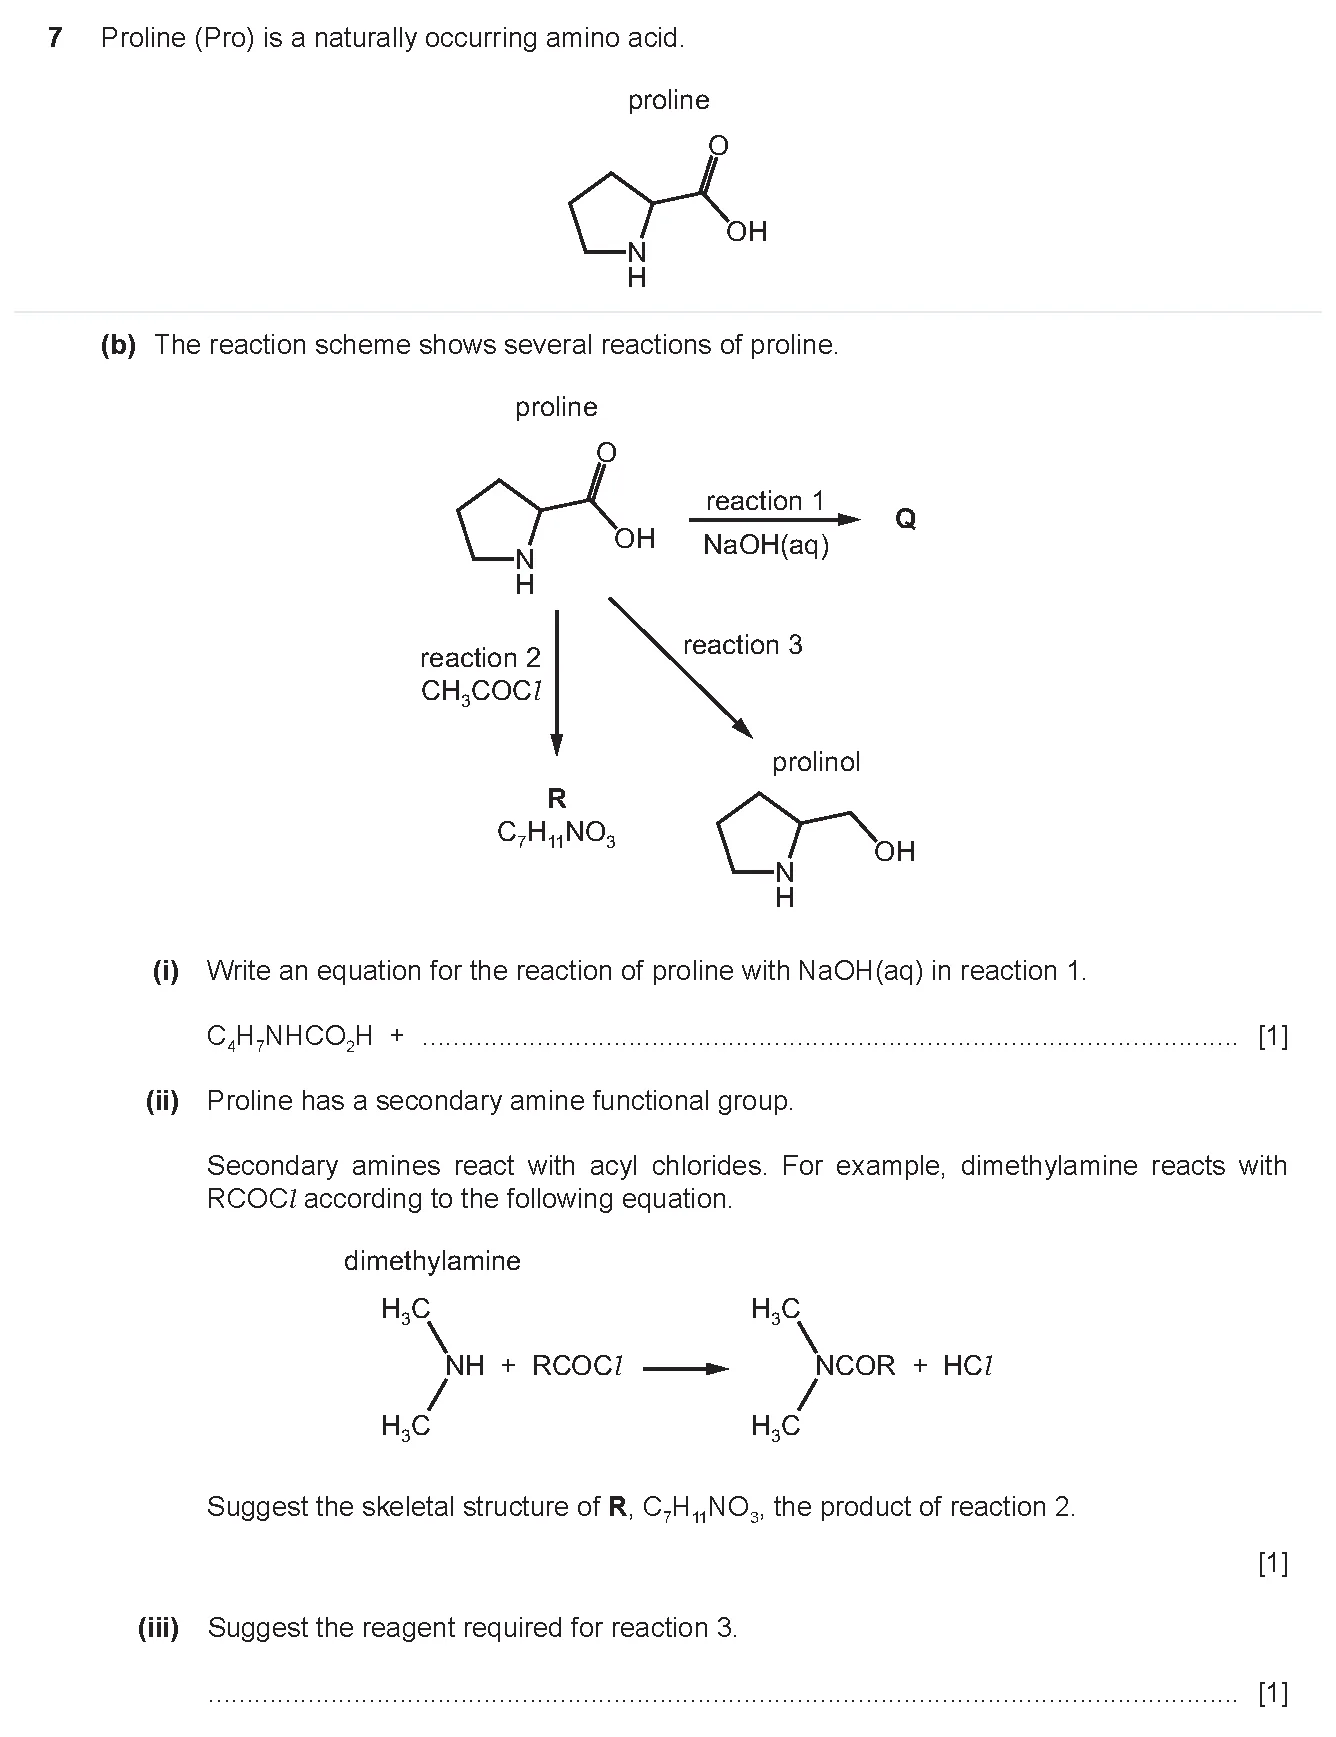 7 Proline (Pro) is a naturally occurring amino acid.
proline
O
OH
N
H
(b) The reaction scheme shows several reactions of proline.
proline
O
OH
N
H
reaction 1
NaOH(aq)
Q
reaction 2
CH₃COCl
reaction 3
R
C₇H₁₁NO₃
prolinol
OH
N
H
(i) Write an equation for the reaction of proline with NaOH(aq) in reaction 1.
C₄H₇NHCO₂H + .......................................................................................................... [1]
(ii) Proline has a secondary amine functional group.
Secondary amines react with acyl chlorides. For example, dimethylamine reacts with
RCOCl according to the following equation.
dimethylamine
H₃C H₃C
NH + RCOCl NCOR + HCl
H₃C H₃C
Suggest the skeletal structure of R, C₇H₁₁NO₃, the product of reaction 2.
[1]
(iii) Suggest the reagent required for reaction 3.
...................................................................................................................................... [1]